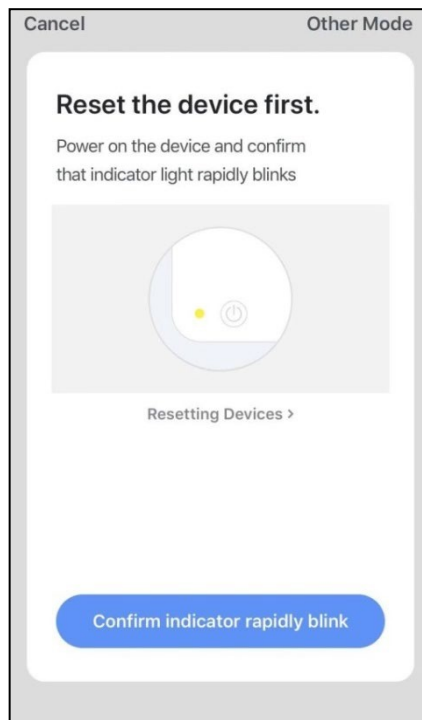 Cancel
Other Mode
Reset the device first.
Power on the device and confirm
that indicator light rapidly blinks
Resetting Devices >
Confirm indicator rapidly blink